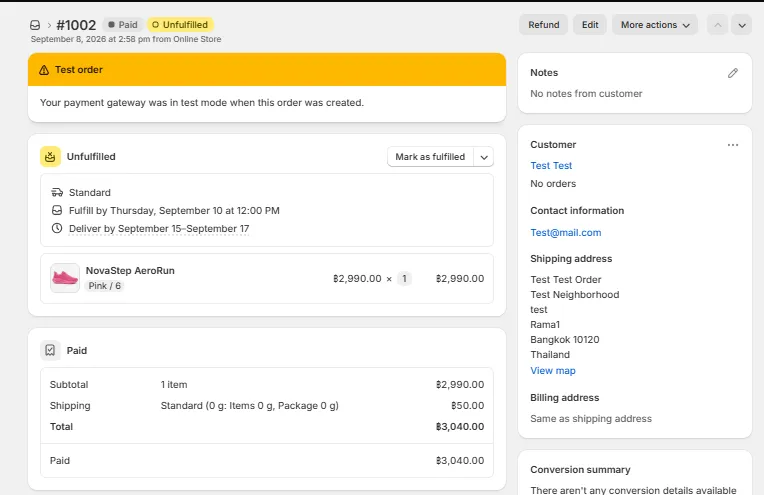 #1002 Paid Unfulfilled
September 8, 2026 at 2:58 pm from Online Store
Refund Edit More actions
Test order
Your payment gateway was in test mode when this order was created.
Unfulfilled
Mark as fulfilled
Standard
Fulfill by Thursday, September 10 at 12:00 PM
Deliver by September 15–September 17
NovaStep AeroRun
Pink / 6
฿2,990.00 × 1 ฿2,990.00
Paid
Subtotal 1 item ฿2,990.00
Shipping Standard (0 g: Items 0 g, Package 0 g) ฿50.00
Total ฿3,040.00
Paid ฿3,040.00
Notes
No notes from customer
Customer
Test Test
No orders
Contact information
Test@mail.com
Shipping address
Test Test Order
Test Neighborhood
test
Rama1
Bangkok 10120
Thailand
View map
Billing address
Same as shipping address
Conversion summary
There aren't any conversion details available